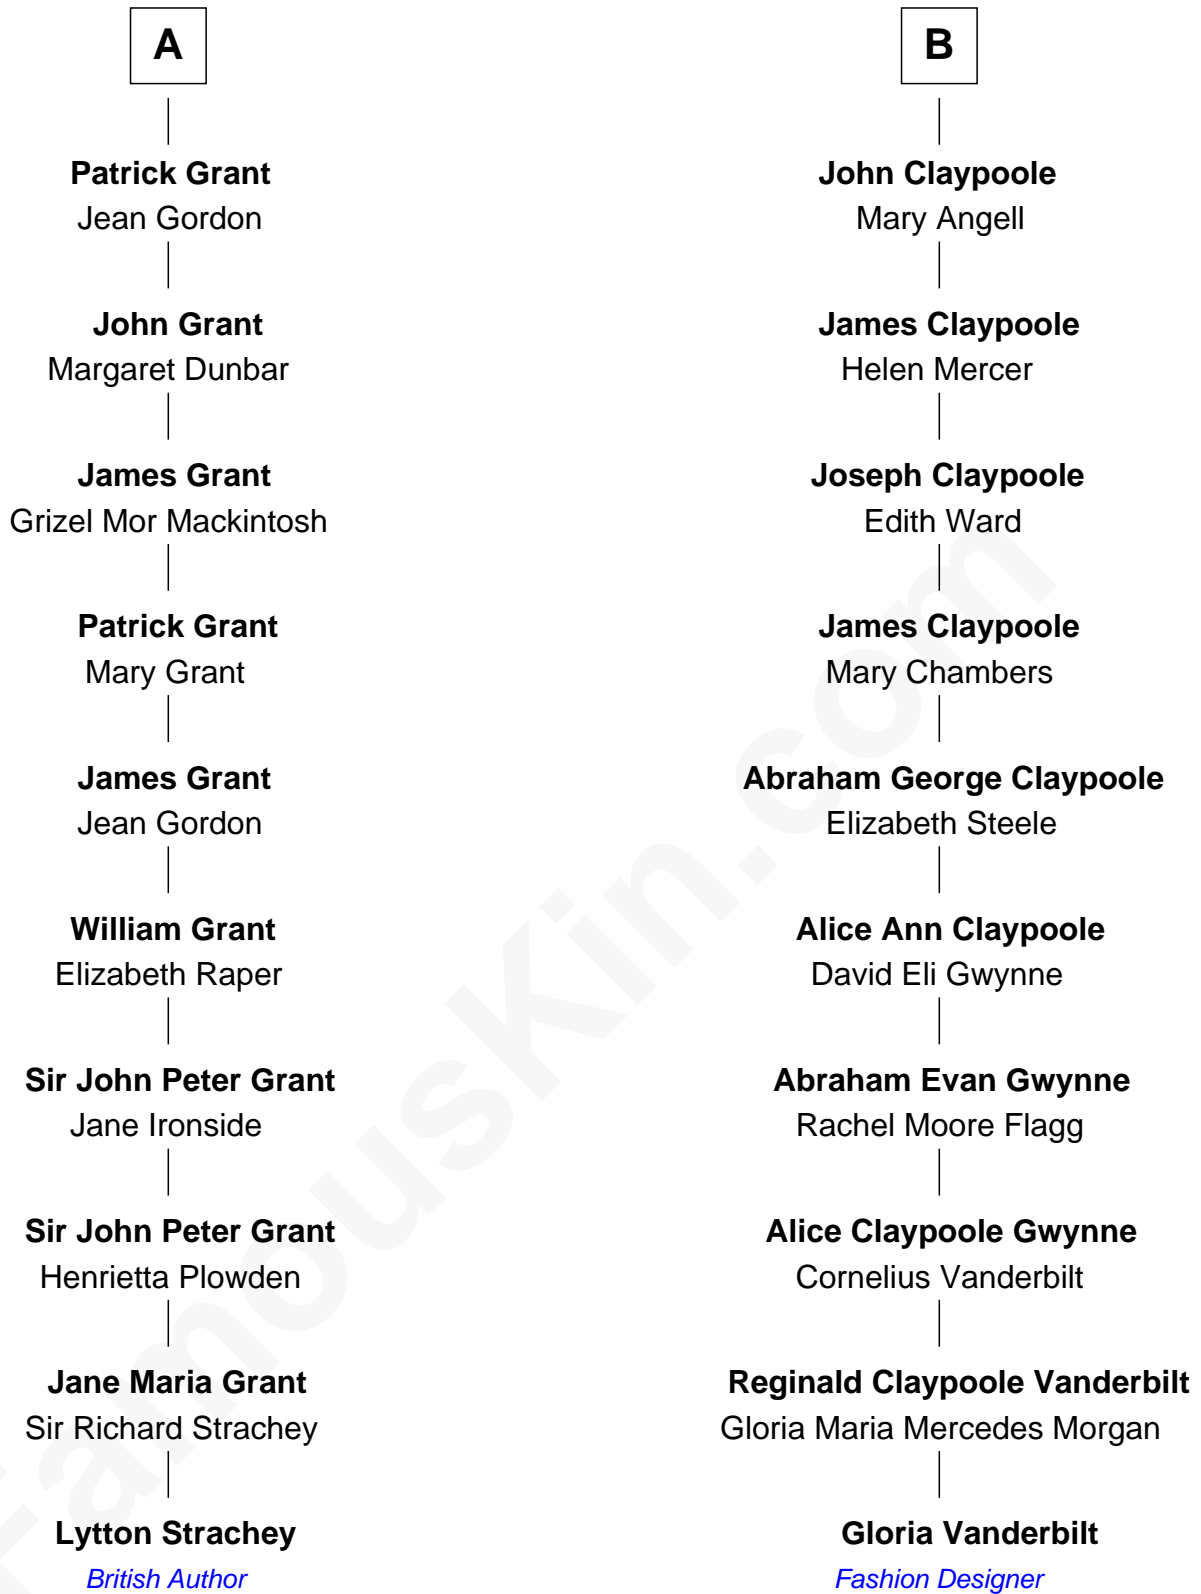 A
Patrick Grant
Jean Gordon
John Grant
Margaret Dunbar
James Grant
Grizel Mor Mackintosh
Patrick Grant
Mary Grant
James Grant
Jean Gordon
William Grant
Elizabeth Raper
Sir John Peter Grant
Jane Ironside
Sir John Peter Grant
Henrietta Plowden
Jane Maria Grant
Sir Richard Strachey
Lytton Strachey
British Author
B
John Claypoole
Mary Angell
James Claypoole
Helen Mercer
Joseph Claypoole
Edith Ward
James Claypoole
Mary Chambers
Abraham George Claypoole
Elizabeth Steele
Alice Ann Claypoole
David Eli Gwynne
Abraham Evan Gwynne
Rachel Moore Flagg
Alice Claypoole Gwynne
Cornelius Vanderbilt
Reginald Claypoole Vanderbilt
Gloria Maria Mercedes Morgan
Gloria Vanderbilt
Fashion Designer
FamousKin.com